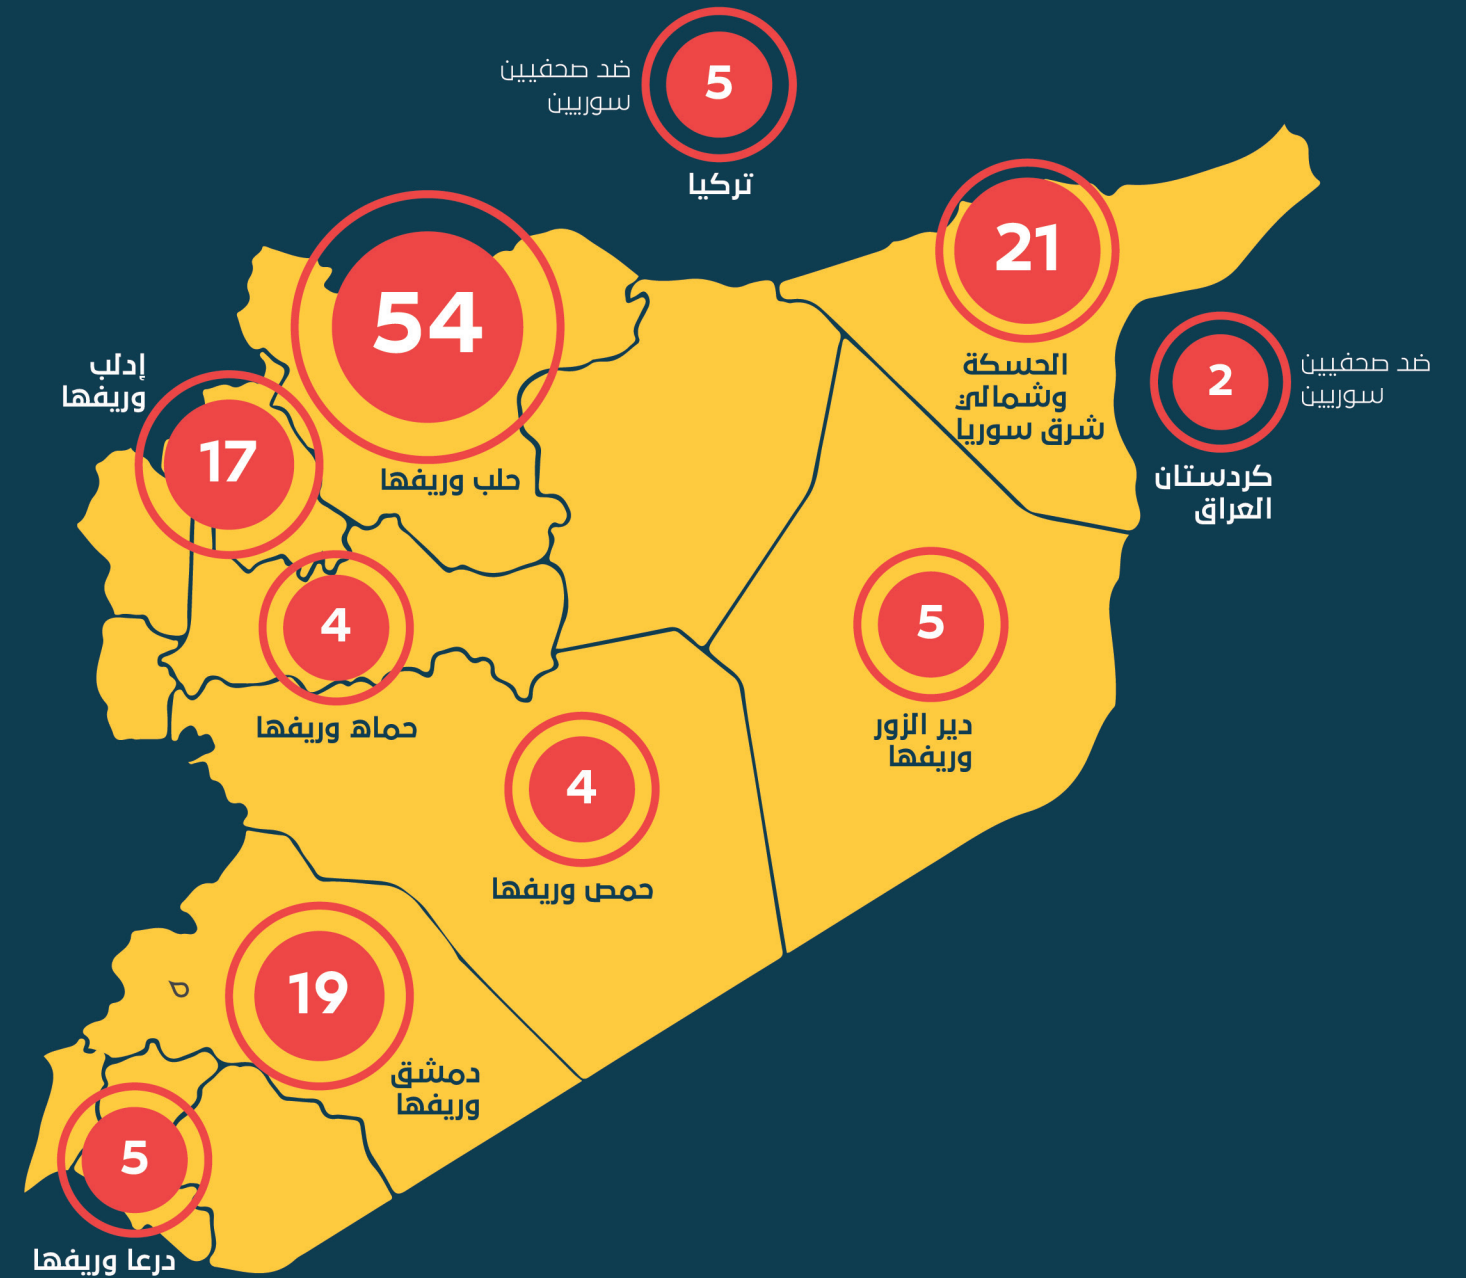 5
ضد صحفيين
سوريين
تركيا
21
الحسكة
وشمالي
شرق سوريا
54
حلب وريفها
2
ضد صحفيين
سوريين
كردستان
العراق
إدلب
وريفها
17
4
حماه وريفها
5
دير الزور
وريفها
4
حمص وريفها
19
دمشق
وريفها
5
درعا وريفها